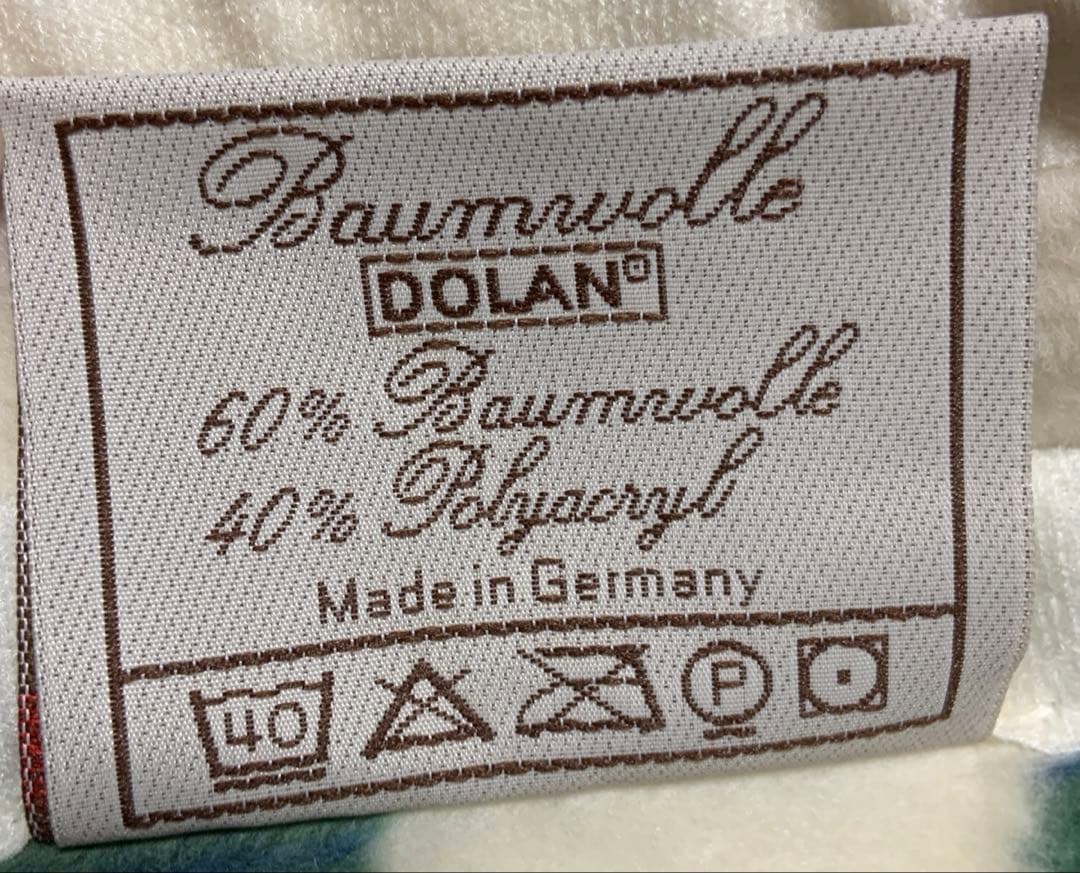 Baumwolle
DOLAN
60% Baumwolle
40% Polyacryl
Made in Germany
40 P